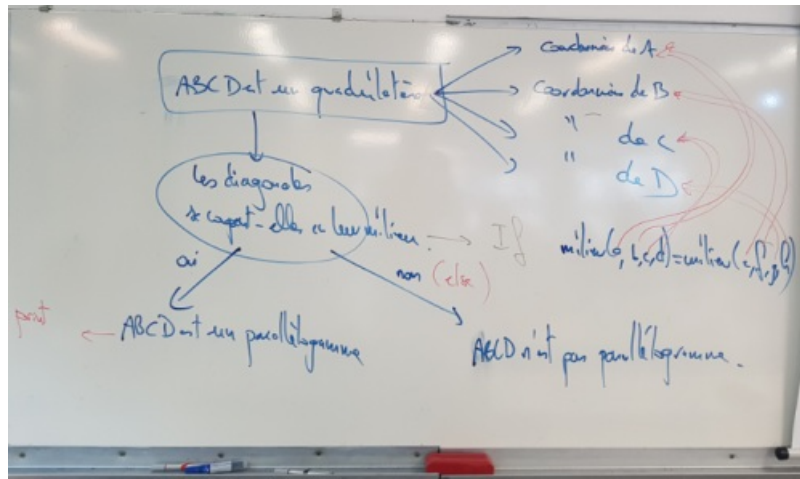 ABCD est un quadrilatère
coordonnées de A
Coordonnées de B
" de C
" de D
les diagonales
se coupent-elles en leur milieu
If
milieu(a,b,c,d)=milieu(e,f,g,h)
oui
non (else)
print
ABCD est un parallélogramme
ABCD n'est pas parallélogramme.